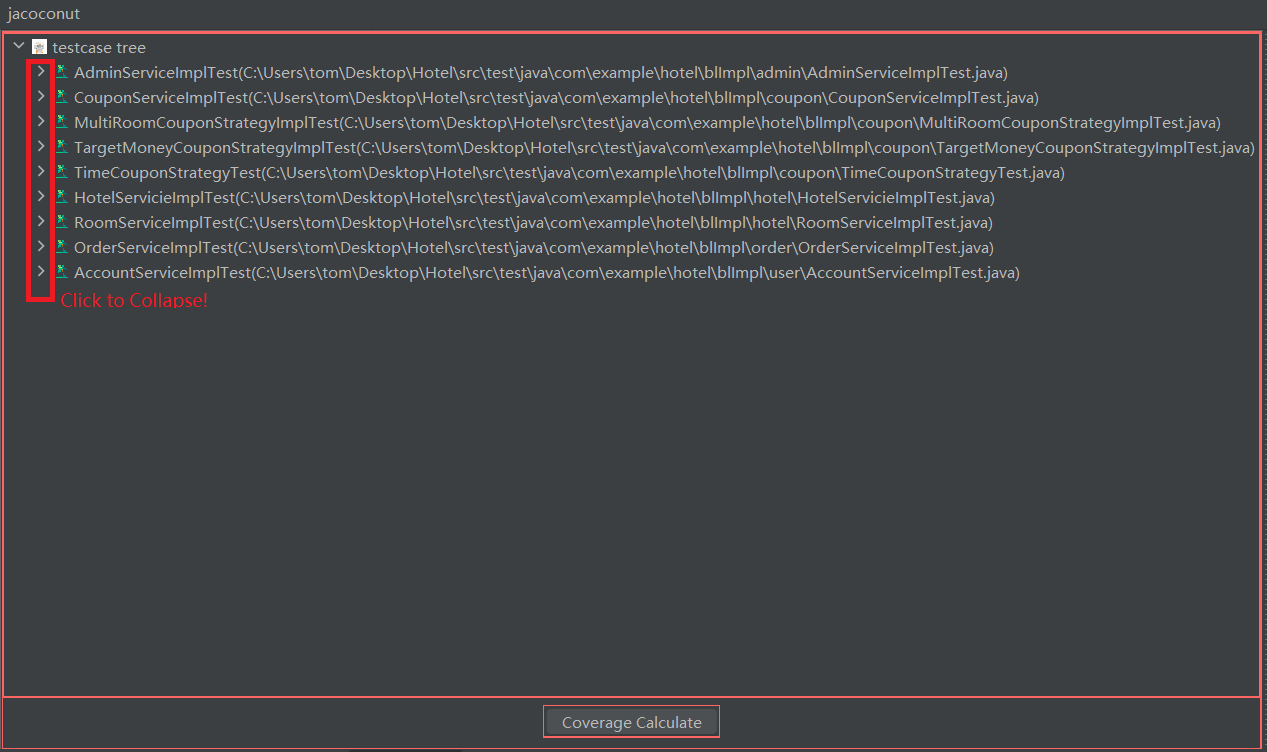 jacoconut
testcase tree
AdminServiceImplTest(C:\Users\tom\Desktop\Hotel\src\test\java\com\example\hotel\blImpl\admin\AdminServiceImplTest.java)
CouponServiceImplTest(C:\Users\tom\Desktop\Hotel\src\test\java\com\example\hotel\blImpl\coupon\CouponServiceImplTest.java)
MultiRoomCouponStrategyImplTest(C:\Users\tom\Desktop\Hotel\src\test\java\com\example\hotel\blImpl\coupon\MultiRoomCouponStrategyImplTest.java)
TargetMoneyCouponStrategyImplTest(C:\Users\tom\Desktop\Hotel\src\test\java\com\example\hotel\blImpl\coupon\TargetMoneyCouponStrategyImplTest.java)
TimeCouponStrategyTest(C:\Users\tom\Desktop\Hotel\src\test\java\com\example\hotel\blImpl\coupon\TimeCouponStrategyTest.java)
HotelServicieImplTest(C:\Users\tom\Desktop\Hotel\src\test\java\com\example\hotel\blImpl\hotel\HotelServicieImplTest.java)
RoomServiceImplTest(C:\Users\tom\Desktop\Hotel\src\test\java\com\example\hotel\blImpl\hotel\RoomServiceImplTest.java)
OrderServiceImplTest(C:\Users\tom\Desktop\Hotel\src\test\java\com\example\hotel\blImpl\order\OrderServiceImplTest.java)
AccountServiceImplTest(C:\Users\tom\Desktop\Hotel\src\test\java\com\example\hotel\blImpl\user\AccountServiceImplTest.java)
Click to Collapse!
Coverage Calculate